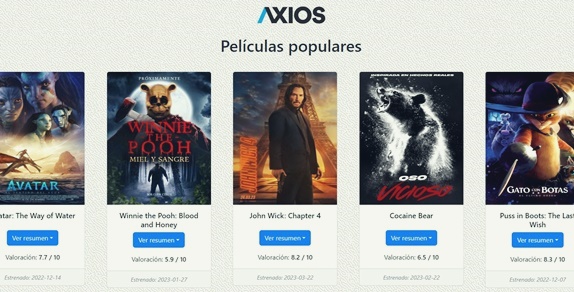 AXIOS
Películas populares
AVATAR
PRÓXIMAMENTE
WINNIE
THE
POOH
MIEL Y SANGRE
JOHN WICK
INSPIRADA EN HECHOS REALES
OSO
VICIOSO
GATO CON BOTAS
tar: The Way of Water
Winnie the Pooh: Blood
and Honey
John Wick: Chapter 4
Cocaine Bear
Puss in Boots: The Last
Wish
Ver resumen
Ver resumen
Ver resumen
Ver resumen
Ver resumen
Valoración: 7.7 / 10
Valoración: 5.9 / 10
Valoración: 8.2 / 10
Valoración: 6.5 / 10
Valoración: 8.3 / 10
Estrenado: 2022-12-14
Estrenado: 2023-01-27
Estrenado: 2023-03-22
Estrenado: 2023-02-22
Estrenado: 2022-12-07